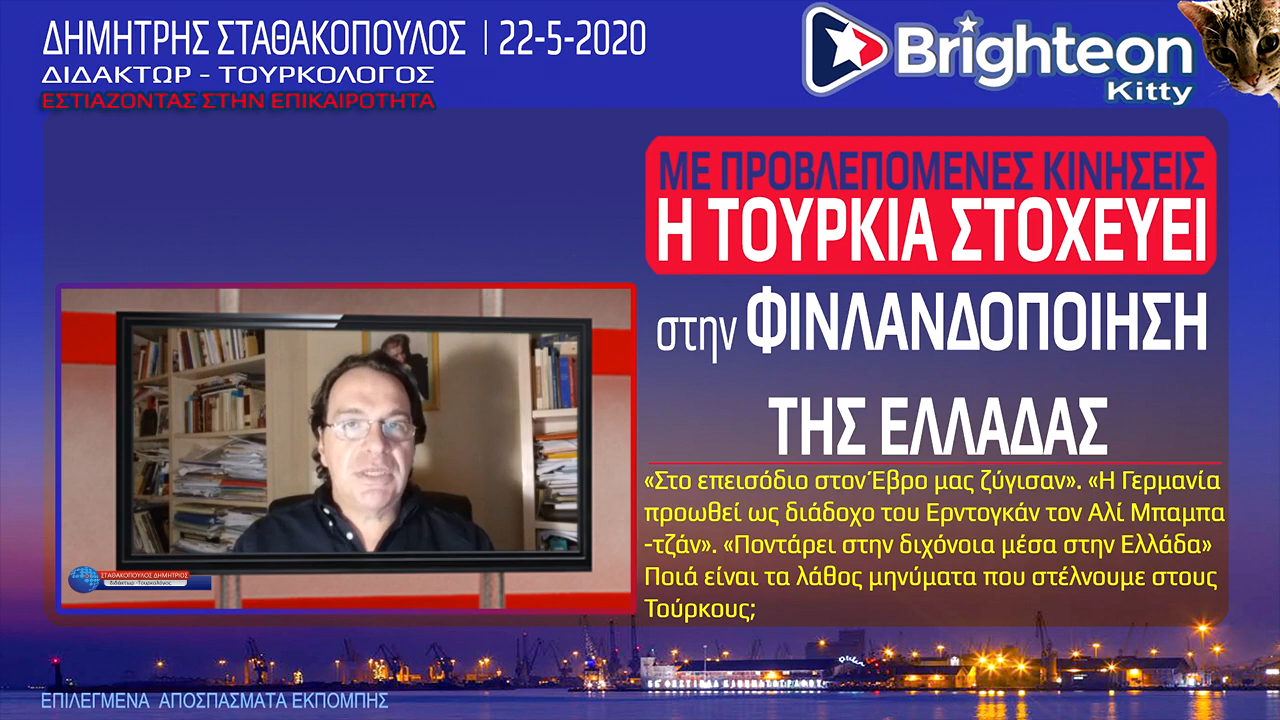 ΔΗΜΗΤΡΗΣ ΣΤΑΘΑΚΟΠΟΥΛΟΣ | 22-5-2020
ΔΙΔΑΚΤΩΡ - ΤΟΥΡΚΟΛΟΓΟΣ
ΕΣΤΙΑΖΟΝΤΑΣ ΣΤΗΝ ΕΠΙΚΑΙΡΟΤΗΤΑ
Brighteon
Kitty
ΜΕ ΠΡΟΒΛΕΠΟΜΕΝΕΣ ΚΙΝΗΣΕΙΣ
Η ΤΟΥΡΚΙΑ ΣΤΟΧΕΥΕΙ
στην ΦΙΝΛΑΝΔΟΠΟΙΗΣΗ
ΤΗΣ ΕΛΛΑΔΑΣ
«Στο επεισόδιο στον Έβρο μας ζύγισαν». «Η Γερμανία
προωθεί ως διάδοχο του Ερντογκάν τον Αλί Μπαμπα
-τζάν». «Ποντάρει στην διχόνοια μέσα στην Ελλάδα»
Ποιά είναι τα λάθος μηνύματα που στέλνουμε στους
Τούρκους;
ΣΤΑΘΑΚΟΠΟΥΛΟΣ ΔΗΜΗΤΡΙΟΣ
διδάκτωρ -Τουρκολόγος
ΕΠΙΛΕΓΜΕΝΑ ΑΠΟΣΠΑΣΜΑΤΑ ΕΚΠΟΜΠΗΣ